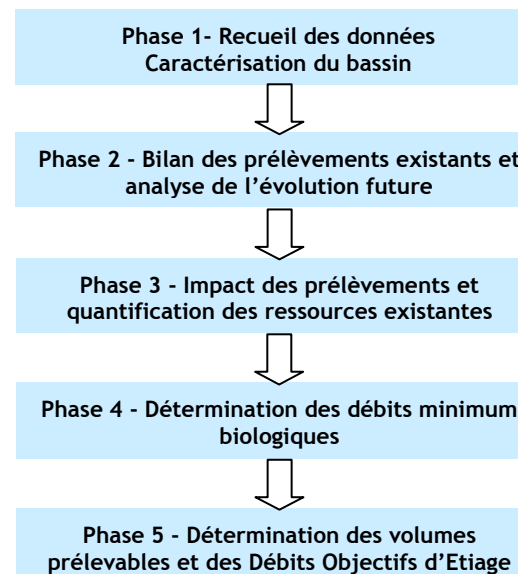 Phase 1- Recueil des données
Caractérisation du bassin
Phase 2 - Bilan des prélèvements existants et
analyse de l'évolution future
Phase 3 - Impact des prélèvements et
quantification des ressources existantes
Phase 4 - Détermination des débits minimum
biologiques
Phase 5 - Détermination des volumes
prélevables et des Débits Objectifs d'Etiage